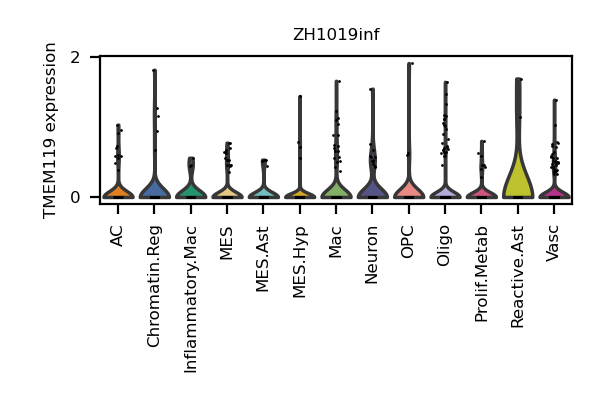 ZH1019inf
TMEM119 expression
2
0
AC
Chromatin.Reg
Inflammatory.Mac
MES
MES.Ast
MES.Hyp
Mac
Neuron
OPC
Oligo
Prolif.Metab
Reactive.Ast
Vasc